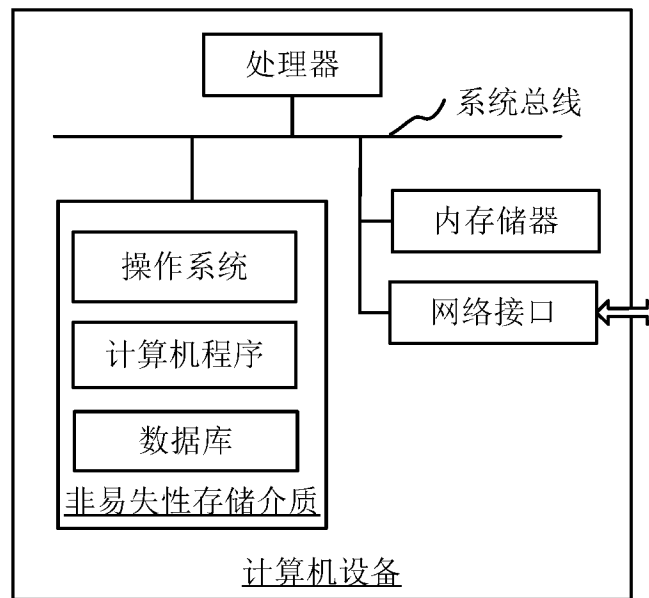 处理器
系统总线
内存储器
操作系统
网络接口
计算机程序
数据库
非易失性存储介质
计算机设备